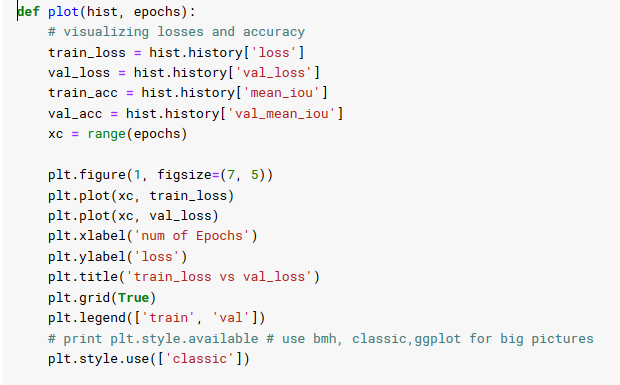 def plot(hist, epochs):
    # visualizing losses and accuracy
    train_loss = hist.history['loss']
    val_loss = hist.history['val_loss']
    train_acc = hist.history['mean_iou']
    val_acc = hist.history['val_mean_iou']
    xc = range(epochs)

    plt.figure(1, figsize=(7, 5))
    plt.plot(xc, train_loss)
    plt.plot(xc, val_loss)
    plt.xlabel('num of Epochs')
    plt.ylabel('loss')
    plt.title('train_loss vs val_loss')
    plt.grid(True)
    plt.legend(['train', 'val'])
    # print plt.style.available # use bmh, classic,ggplot for big pictures
    plt.style.use(['classic'])